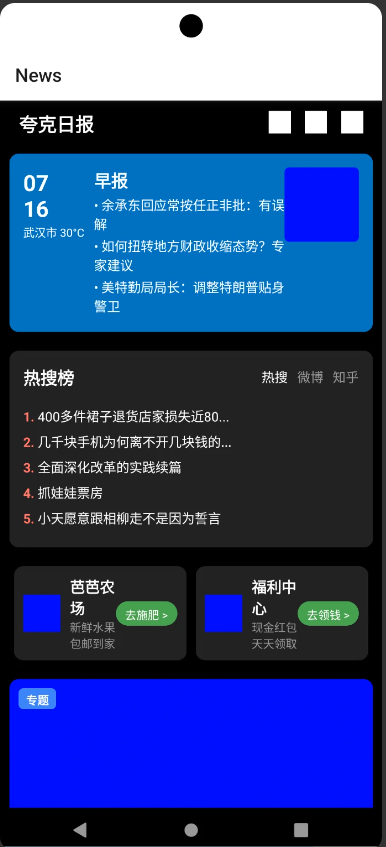 News
夸克日报
07
16
武汉市 30°C
早报
• 余承东回应常按任正非批：有误
解
• 如何扭转地方财政收缩态势？专
家建议
• 美特勤局局长：调整特朗普贴身
警卫
热搜榜
热搜 微博 知乎
1. 400多件裙子退货店家损失近80...
2. 几千块手机为何离不开几块钱的...
3. 全面深化改革的实践续篇
4. 抓娃娃票房
5. 小天愿意跟相柳走不是因为誓言
芭芭农
场
新鲜水果
包邮到家
去施肥 >
福利中
心
现金红包
天天领取
去领钱 >
专题